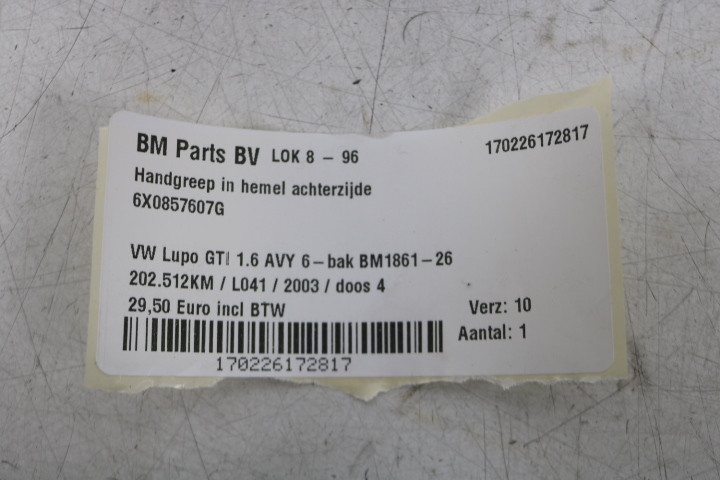 BM Parts BV LOK 8 - 96 170226172817
Handgreep in hemel achterzijde
6X0857607G
VW Lupo GTI 1.6 AVY 6-bak BM1861-26
202.512KM / L041 / 2003 / doos 4
29,50 Euro incl BTW Verz: 10
Aantal: 1
170226172817